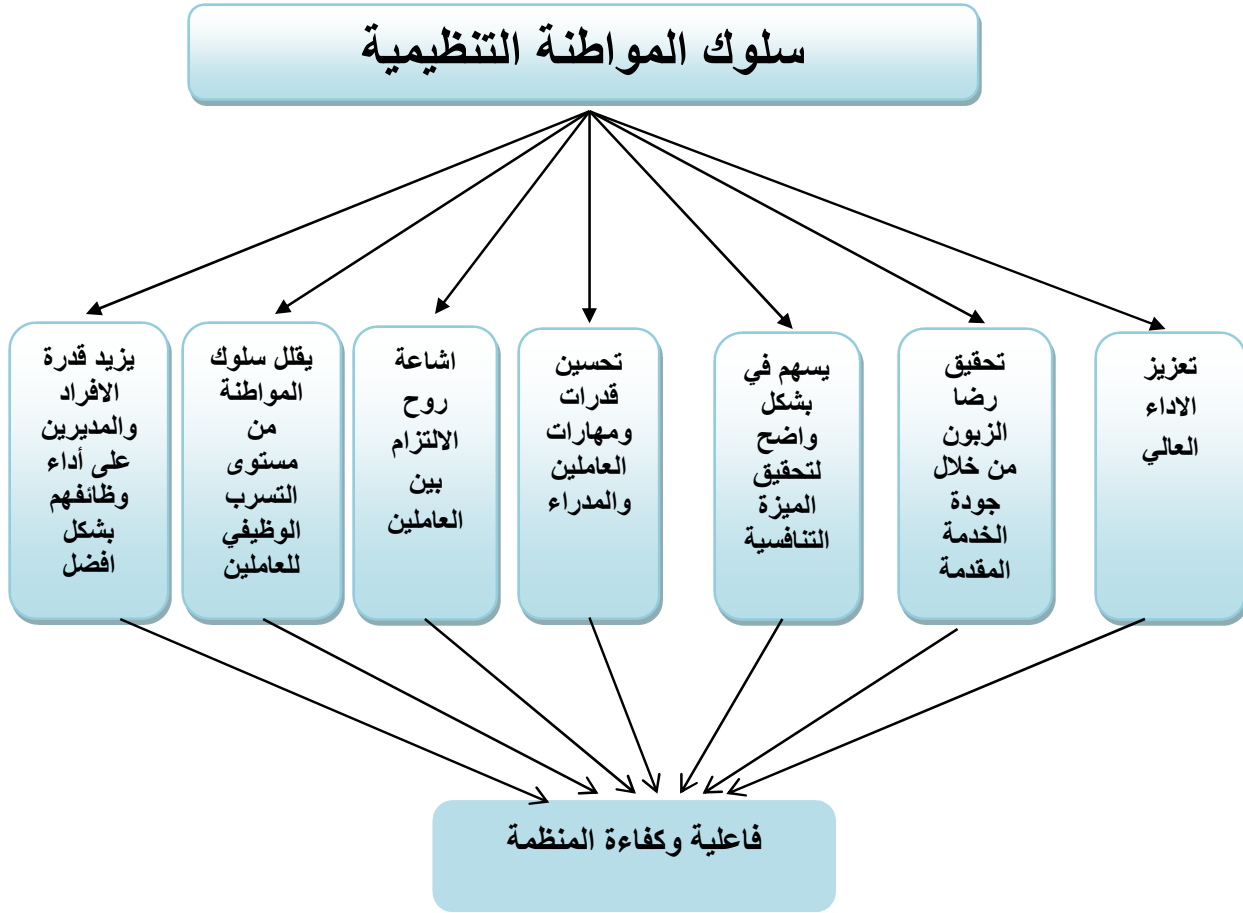 سلوك المواطنة التنظيمية
تعزيز
الاداء
العالي
تحقيق
رضا
الزبون
من خلال
جودة
الخدمة
المقدمة
يسهم في
بشكل
واضح
لتحقيق
الميزة
التنافسية
تحسين
قدرات
ومهارات
العاملين
والمدراء
اشاعة
روح
الالتزام
بين
العاملين
يقلل سلوك
المواطنة
من
مستوى
التسرب
الوظيفي
للعاملين
يزيد قدرة
الافراد
والمديرين
على أداء
وظائفهم
بشكل
افضل
فاعلية وكفاءة المنظمة